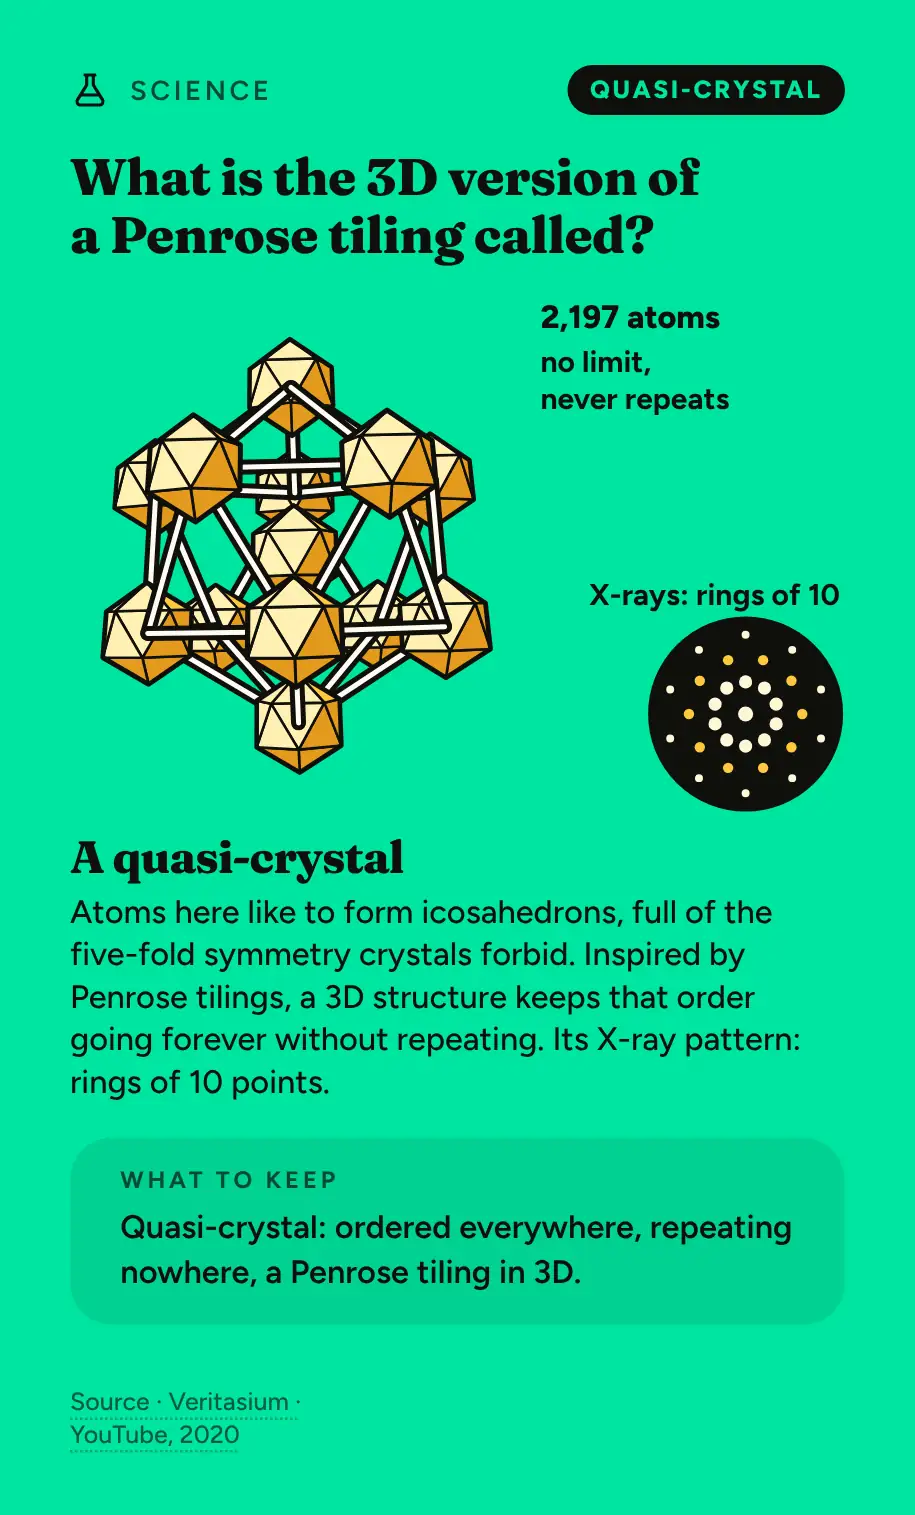 SCIENCE
QUASI-CRYSTAL
What is the 3D version of
a Penrose tiling called?
2,197 atoms
no limit,
never repeats
X-rays: rings of 10
A quasi-crystal
Atoms here like to form icosahedrons, full of the
five-fold symmetry crystals forbid. Inspired by
Penrose tilings, a 3D structure keeps that order
going forever without repeating. Its X-ray pattern:
rings of 10 points.
WHAT TO KEEP
Quasi-crystal: ordered everywhere, repeating
nowhere, a Penrose tiling in 3D.
Source · Veritasium ·
YouTube, 2020